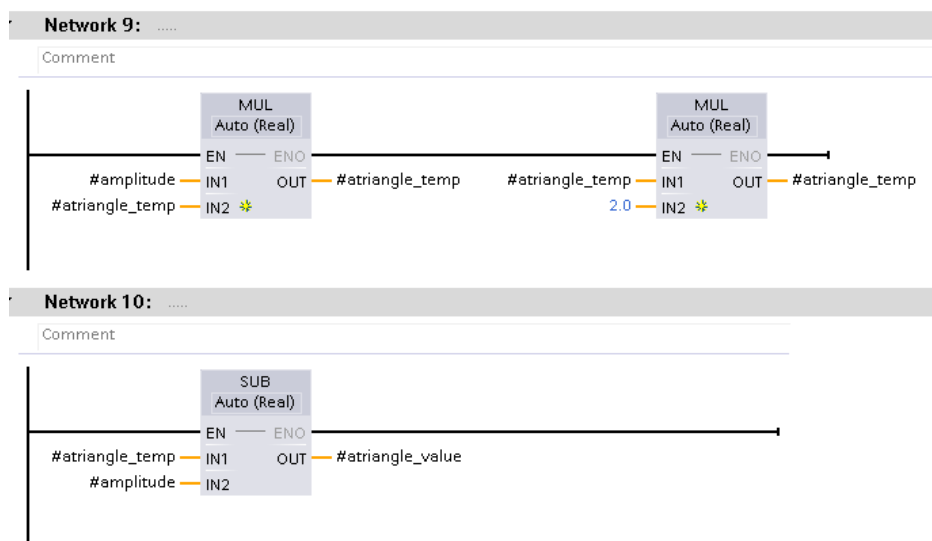 Network 9: .....
Comment
MUL MUL
Auto (Real) Auto (Real)
EN ENO EN ENO
#amplitude IN1 OUT #atriangle_temp #atriangle_temp IN1 OUT #atriangle_temp
#atriangle_temp IN2 2.0 IN2
Network 10: .....
Comment
SUB
Auto (Real)
EN ENO
#atriangle_temp IN1 OUT #atriangle_value
#amplitude IN2